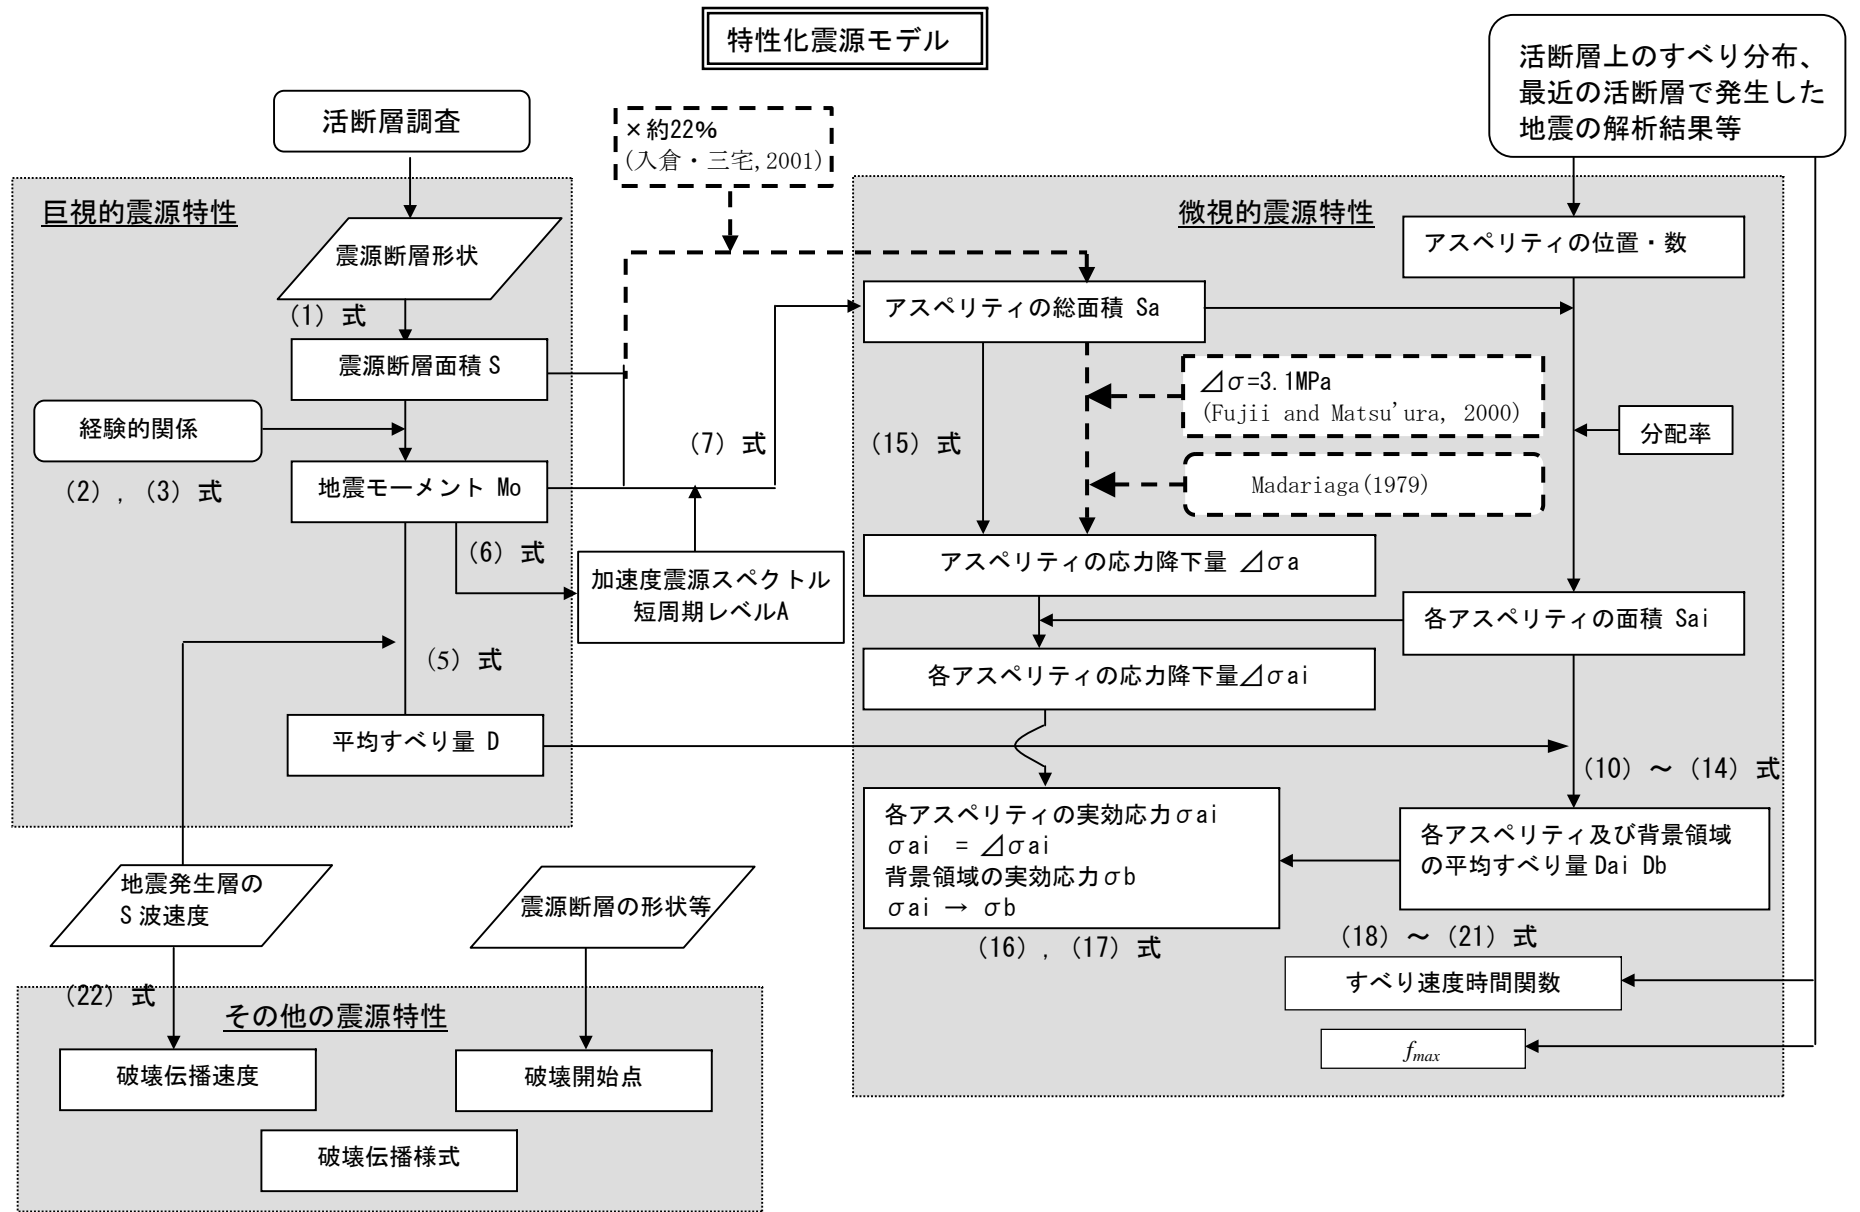 特性化震源モデル
活断層調査
×約22%
(入倉・三宅,2001)
活断層上のすべり分布、
最近の活断層で発生した
地震の解析結果等
巨視的震源特性
震源断層形状
(1) 式
震源断層面積 S
経験的関係
(2) , (3) 式
地震モーメント Mo
(6) 式
(7) 式
加速度震源スペクトル
短周期レベルA
(5) 式
平均すべり量 D
微視的震源特性
アスペリティの位置・数
アスペリティの総面積 Sa
⊿σ=3.1MPa
(Fujii and Matsu'ura, 2000)
(15) 式
分配率
Madariaga(1979)
アスペリティの応力降下量 ⊿σa
各アスペリティの面積 Sai
各アスペリティの応力降下量⊿σai
(10) ～ (14) 式
各アスペリティの実効応力σai
σai = ⊿σai
背景領域の実効応力σb
σai → σb
(16) , (17) 式
各アスペリティ及び背景領域
の平均すべり量 Dai Db
(18) ～ (21) 式
すべり速度時間関数
fmax
地震発生層の
S 波速度
震源断層の形状等
(22) 式
その他の震源特性
破壊伝播速度
破壊開始点
破壊伝播様式